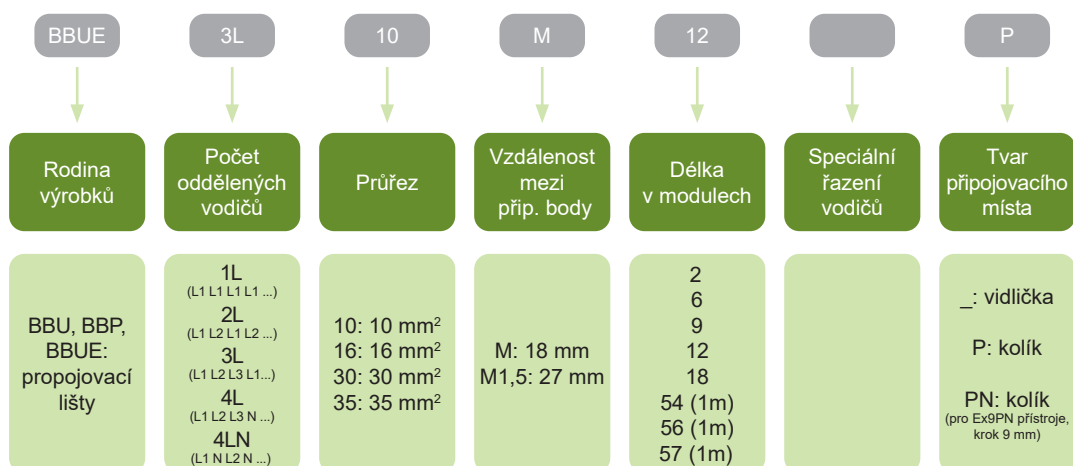 BBUE 3L 10 M 12 P
Rodina
výrobků
Počet
oddělených
vodičů
Průřez
Vzdálenost
mezi
přip. body
Délka
v modulech
Speciální
řazení
vodičů
Tvar
připojovacího
místa
BBU, BBP,
BBUE:
propojovací
lišty
1L
(L1 L1 L1 L1 ...)
2L
(L1 L2 L1 L2 ...)
3L
(L1 L2 L3 L1...)
4L
(L1 L2 L3 N ...)
4LN
(L1 N L2 N ...)
10: 10 mm²
16: 16 mm²
30: 30 mm²
35: 35 mm²
M: 18 mm
M1,5: 27 mm
2
6
9
12
18
54 (1m)
56 (1m)
57 (1m)
_: vidlička
P: kolík
PN: kolík
(pro Ex9PN přístroje,
krok 9 mm)